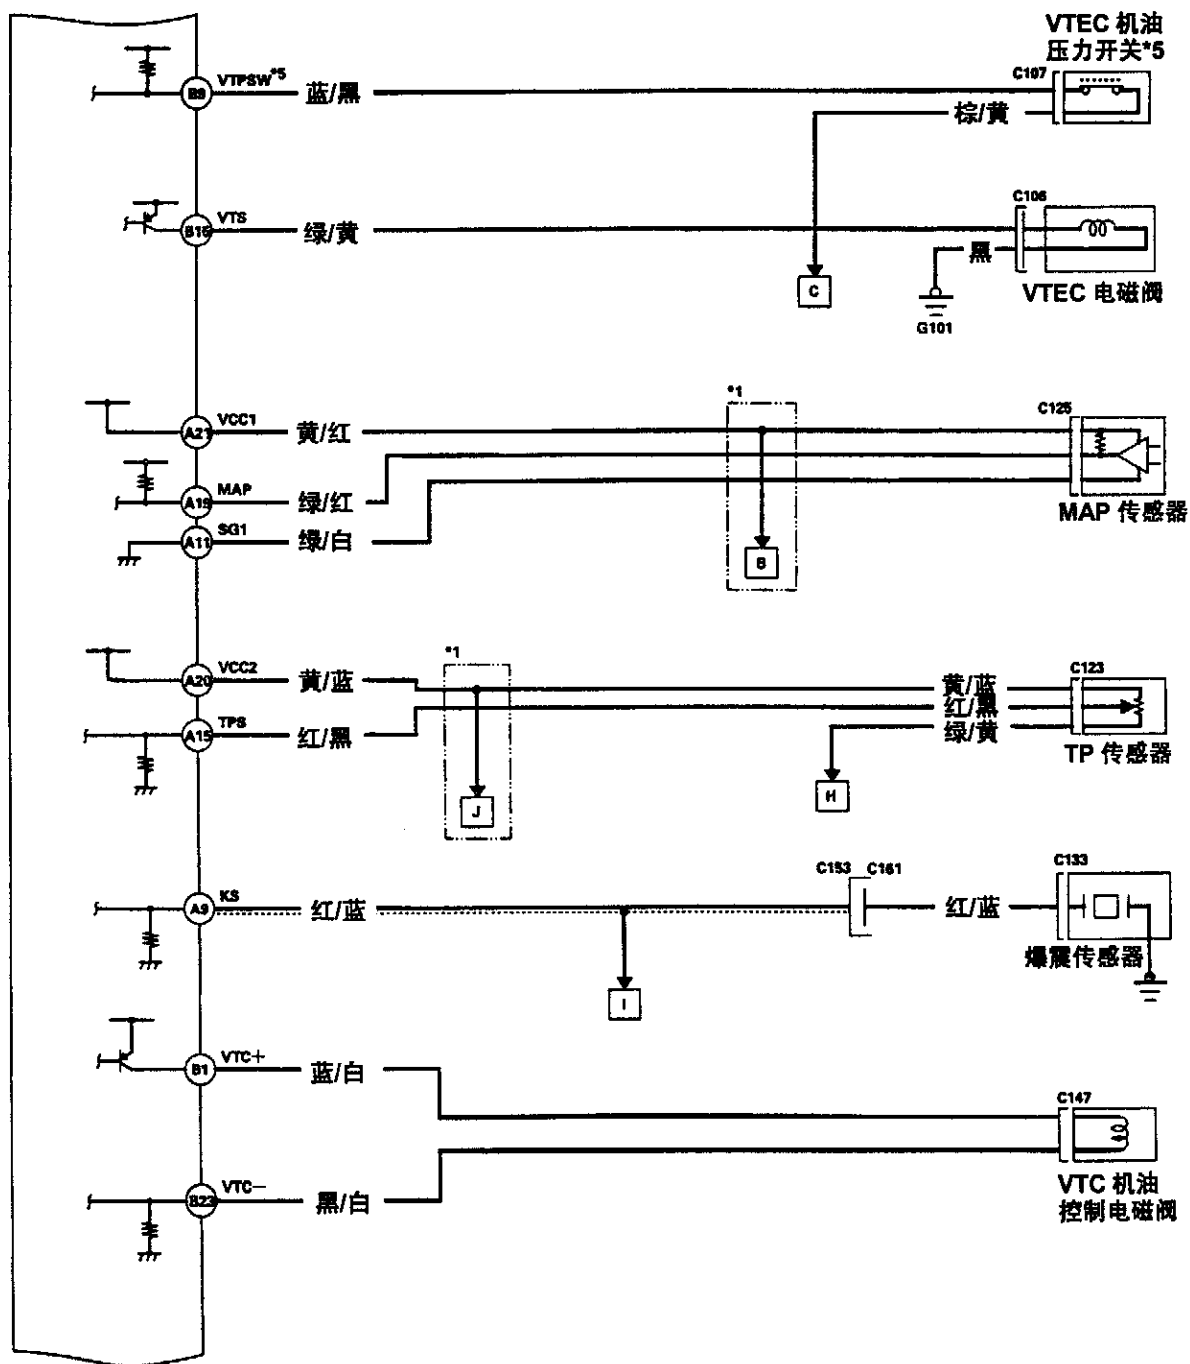 VTEC 机油
压力开关*5
C107
B9 VTPSW*5 蓝/黑
棕/黄
C106
B15 VTS 绿/黄
黑
C
G101
VTEC 电磁阀
*1
C125
A21 VCC1 黄/红
A19 MAP 绿/红
A11 SG1 绿/白
MAP 传感器
B
*1
C123
A20 VCC2 黄/蓝
黄/蓝
红/黑
绿/黄
A15 TPS 红/黑
TP 传感器
H
J
C153 C161 C133
A9 KS 红/蓝
红/蓝
爆震传感器
I
B1 VTC+ 蓝/白
C147
B23 VTC− 黑/白
VTC 机油
控制电磁阀